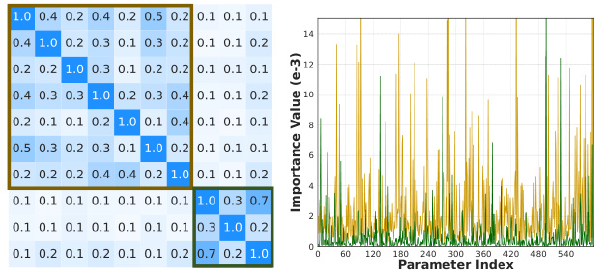 1.0 0.4 0.2 0.4 0.2 0.5 0.2 0.1 0.1 0.1
0.4 1.0 0.2 0.3 0.1 0.3 0.2 0.1 0.1 0.2
0.2 0.2 1.0 0.3 0.1 0.2 0.2 0.1 0.1 0.1
0.4 0.3 0.3 1.0 0.2 0.3 0.4 0.1 0.1 0.2
0.2 0.1 0.1 0.2 1.0 0.1 0.4 0.1 0.1 0.1
0.5 0.3 0.2 0.3 0.1 1.0 0.2 0.1 0.1 0.1
0.2 0.2 0.2 0.4 0.4 0.2 1.0 0.1 0.1 0.1
0.1 0.1 0.1 0.1 0.1 0.1 0.1 1.0 0.3 0.7
0.1 0.1 0.1 0.1 0.1 0.1 0.1 0.3 1.0 0.2
0.1 0.2 0.1 0.2 0.1 0.1 0.1 0.7 0.2 1.0
Importance Value (e-3)
14
12
10
8
6
4
2
0
0 60 120 180 240 300 360 420 480 540
Parameter Index